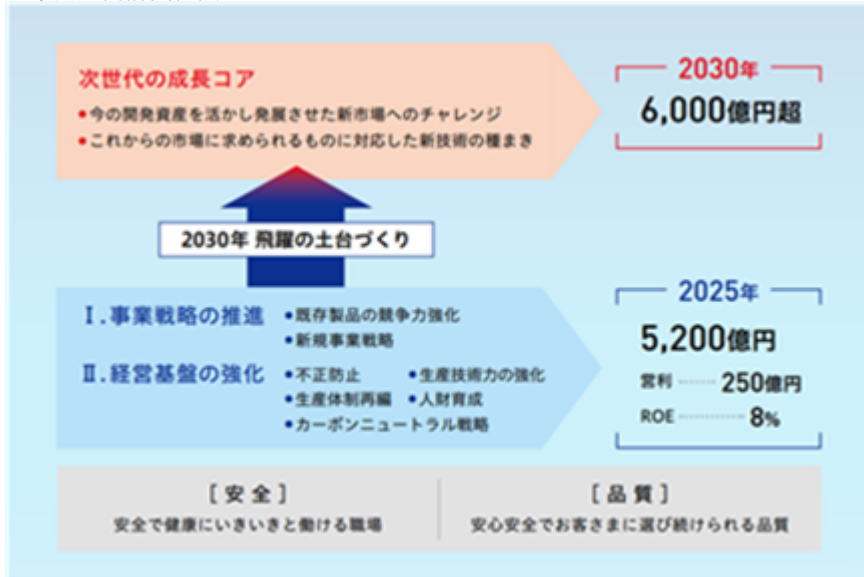 次世代の成長コア
●今の開発資産を活かし発展させた新市場へのチャレンジ
●これからの市場に求められるものに対応した新技術の種まき
2030年
6,000億円超
2030年 飛躍の土台づくり
Ⅰ.事業戦略の推進 ●既存製品の競争力強化
●新規事業戦略
Ⅱ.経営基盤の強化 ●不正防止 ●生産技術力の強化
●生産体制再編 ●人財育成
●カーボンニュートラル戦略
2025年
5,200億円
営利 ……… 250億円
ROE ……… 8%
[安全]
安全で健康にいきいきと働ける職場
[品質]
安心安全でお客さまに選び続けられる品質